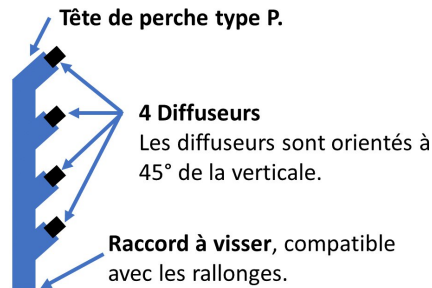 Tête de perche type P.
4 Diffuseurs
Les diffuseurs sont orientés à
45° de la verticale.
Raccord à visser, compatible
avec les rallonges.